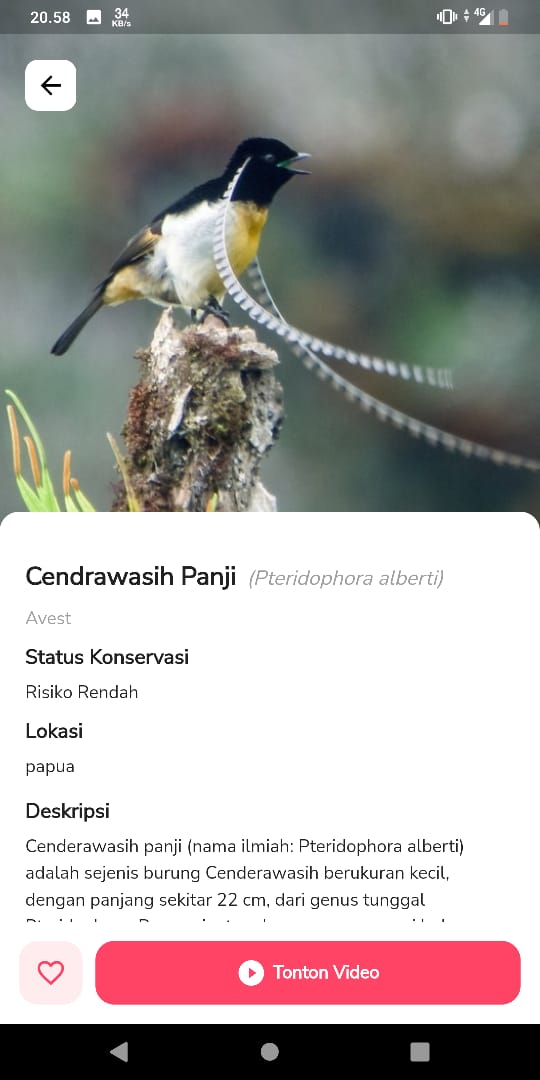 20.58 34 KB/s 4G
Cendrawasih Panji (Pteridophora alberti)
Avest
Status Konservasi
Risiko Rendah
Lokasi
papua
Deskripsi
Cenderawasih panji (nama ilmiah: Pteridophora alberti)
adalah sejenis burung Cenderawasih berukuran kecil,
dengan panjang sekitar 22 cm, dari genus tunggal
Tonton Video